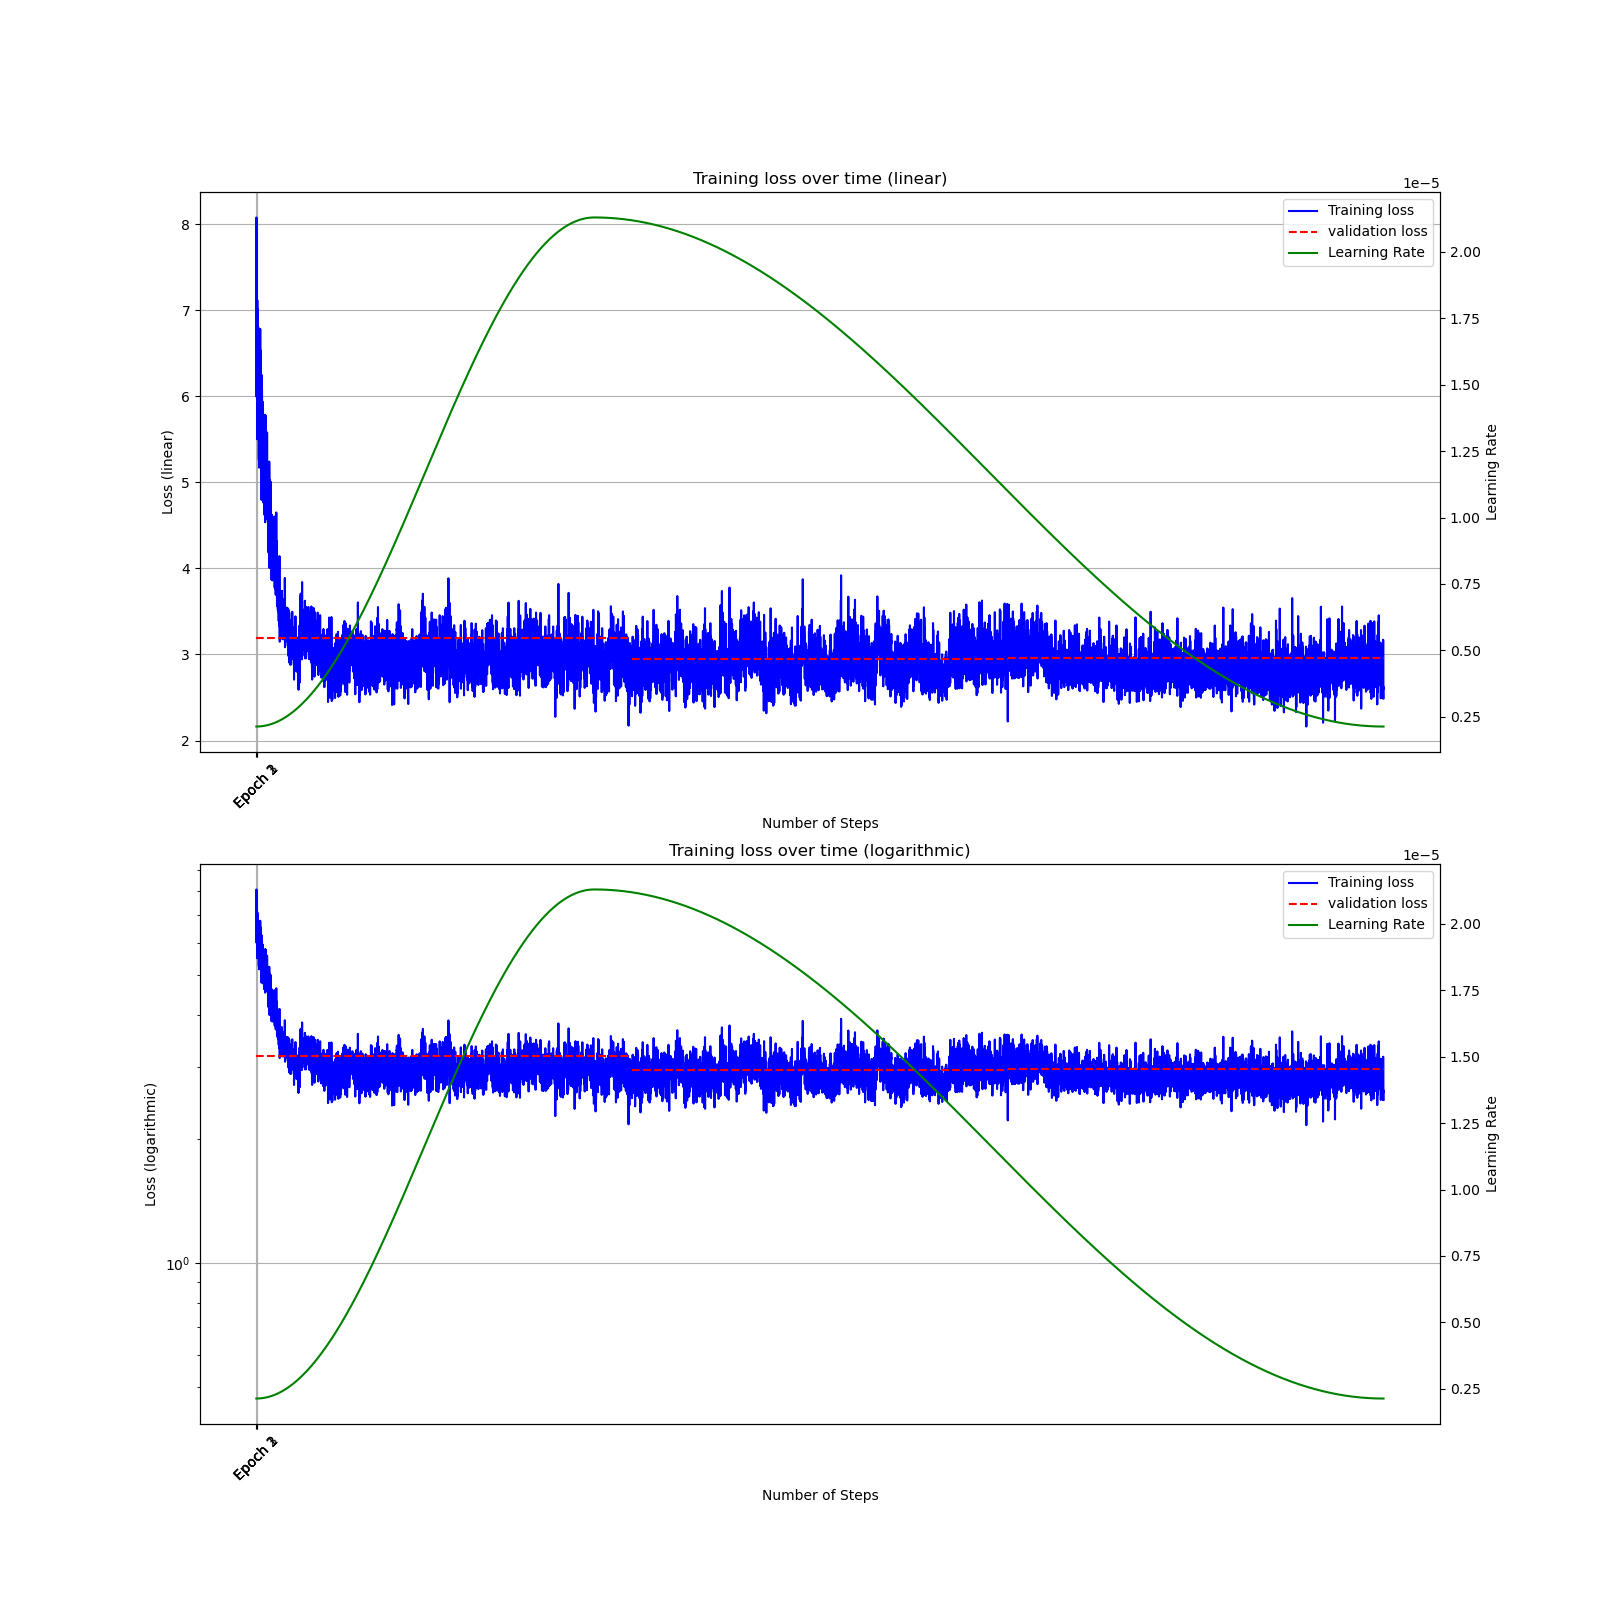 Training loss over time (linear)
1e−5
Training loss
validation loss
Learning Rate
8
7
6
5
4
3
2
Loss (linear)
2.00
1.75
1.50
1.25
1.00
0.75
0.50
0.25
Learning Rate
Epoch
Number of Steps
Training loss over time (logarithmic)
1e−5
Training loss
validation loss
Learning Rate
10⁰
Loss (logarithmic)
2.00
1.75
1.50
1.25
1.00
0.75
0.50
0.25
Learning Rate
Epoch
Number of Steps